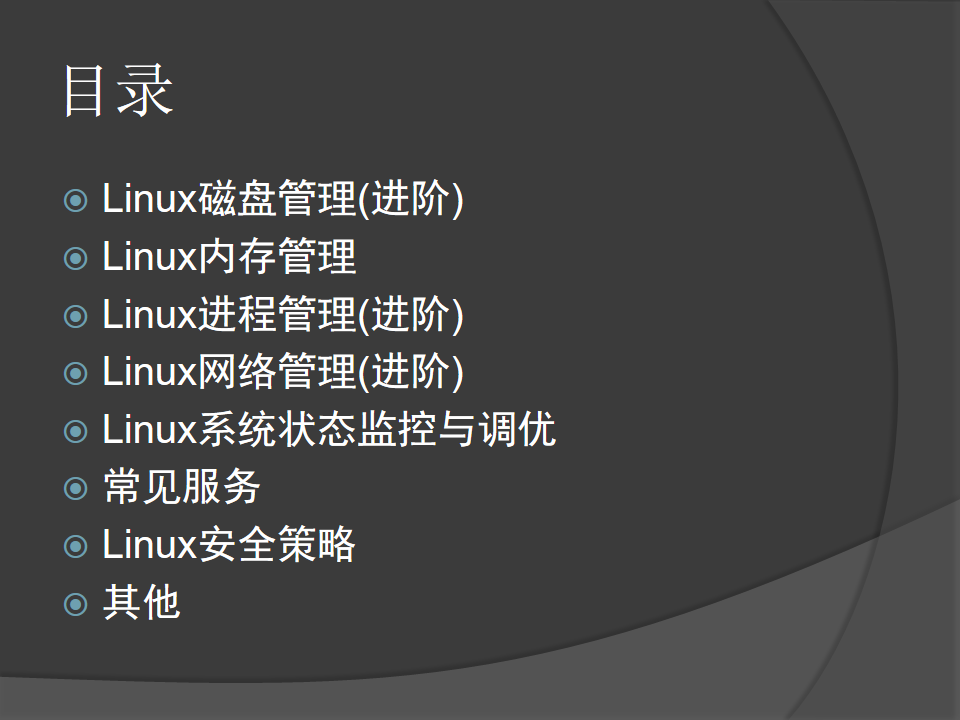 目录
Linux磁盘管理(进阶)
Linux内存管理
Linux进程管理(进阶)
Linux网络管理(进阶)
Linux系统状态监控与调优
常见服务
Linux安全策略
其他